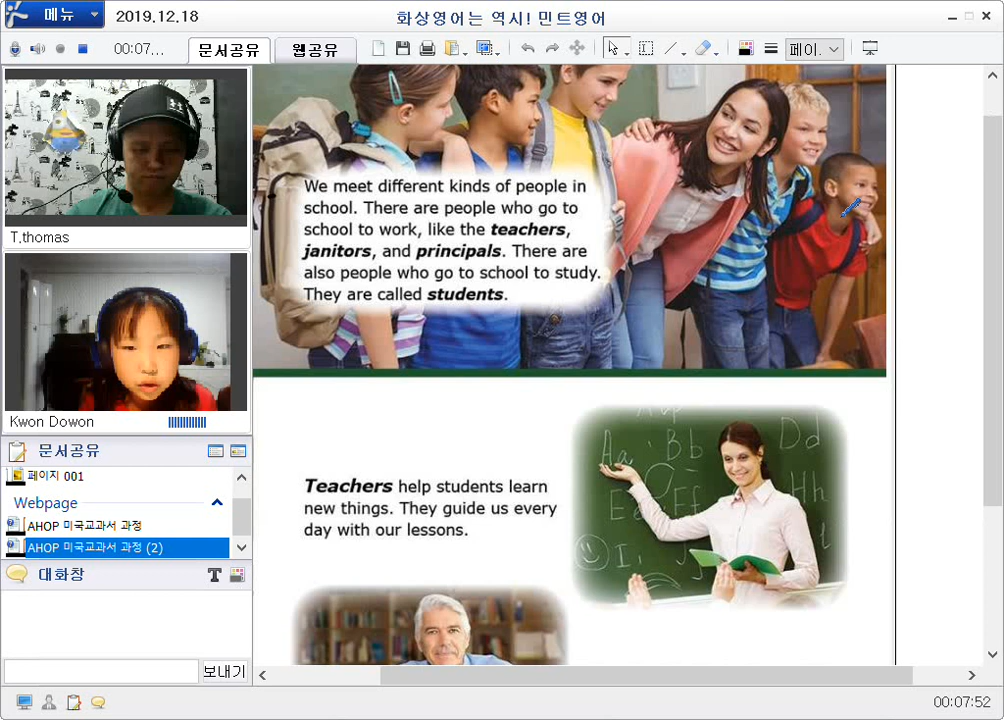 메뉴
2019.12.18
화상영어는 역시! 민트영어
00:07...
문서공유
웹공유
페이.
T.thomas
Kwon Dowon
문서공유
페이지 001
Webpage
AHOP 미국교과서 과정
AHOP 미국교과서 과정 (2)
대화창
보내기
We meet different kinds of people in
school. There are people who go to
school to work, like the teachers,
janitors, and principals. There are
also people who go to school to study.
They are called students.
Teachers help students learn
new things. They guide us every
day with our lessons.
Aa Bb Dd
Ee Ff Hh
00:07:52